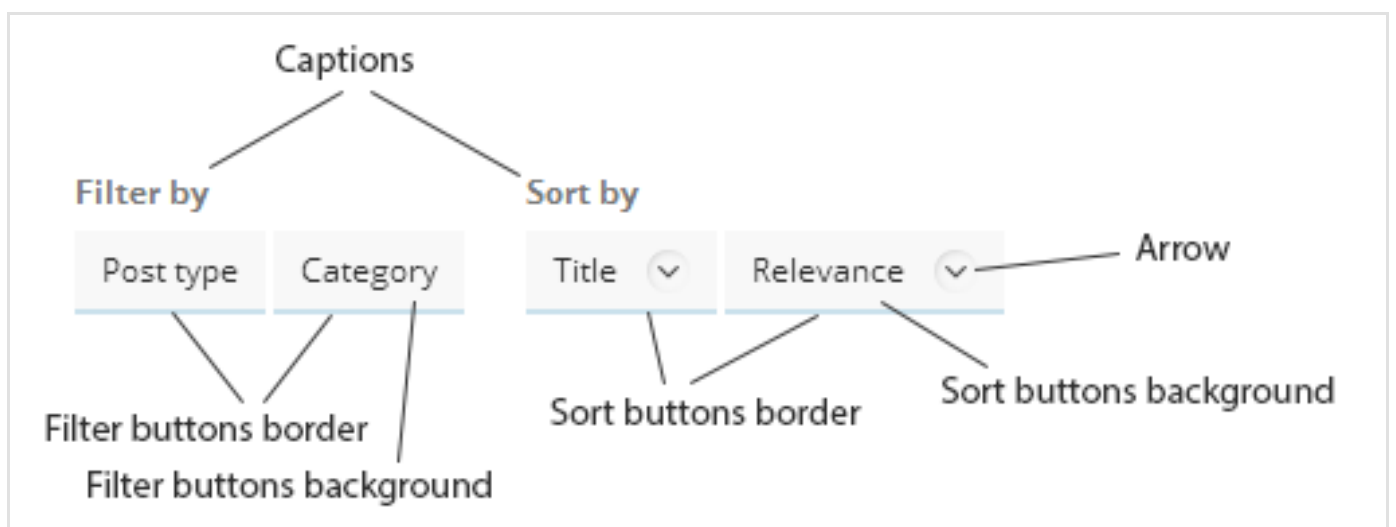 Captions
Filter by Sort by
Post type Category Title Relevance Arrow
Sort buttons background
Sort buttons border
Filter buttons border
Filter buttons background